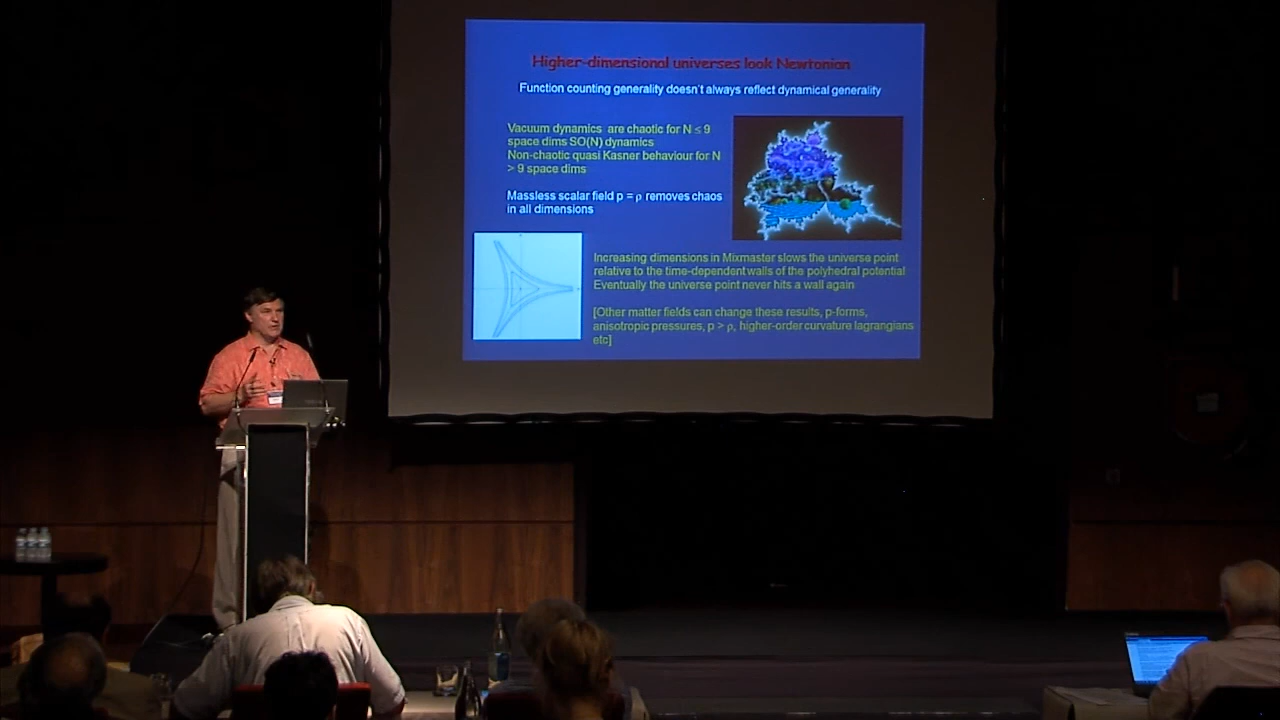 Higher-dimensional universes look Newtonian
Function counting generality doesn't always reflect dynamical generality
Vacuum dynamics are chaotic for N ≤ 9
space dims SO(N) dynamics
Non-chaotic quasi Kasner behaviour for N
> 9 space dims
Massless scalar field p = ρ removes chaos
in all dimensions
Increasing dimensions in Mixmaster slows the universe point
relative to the time-dependent walls of the polyhedral potential
Eventually the universe point never hits a wall again
[Other matter fields can change these results, p-forms,
anisotropic pressures, p > ρ, higher-order curvature lagrangians
etc]